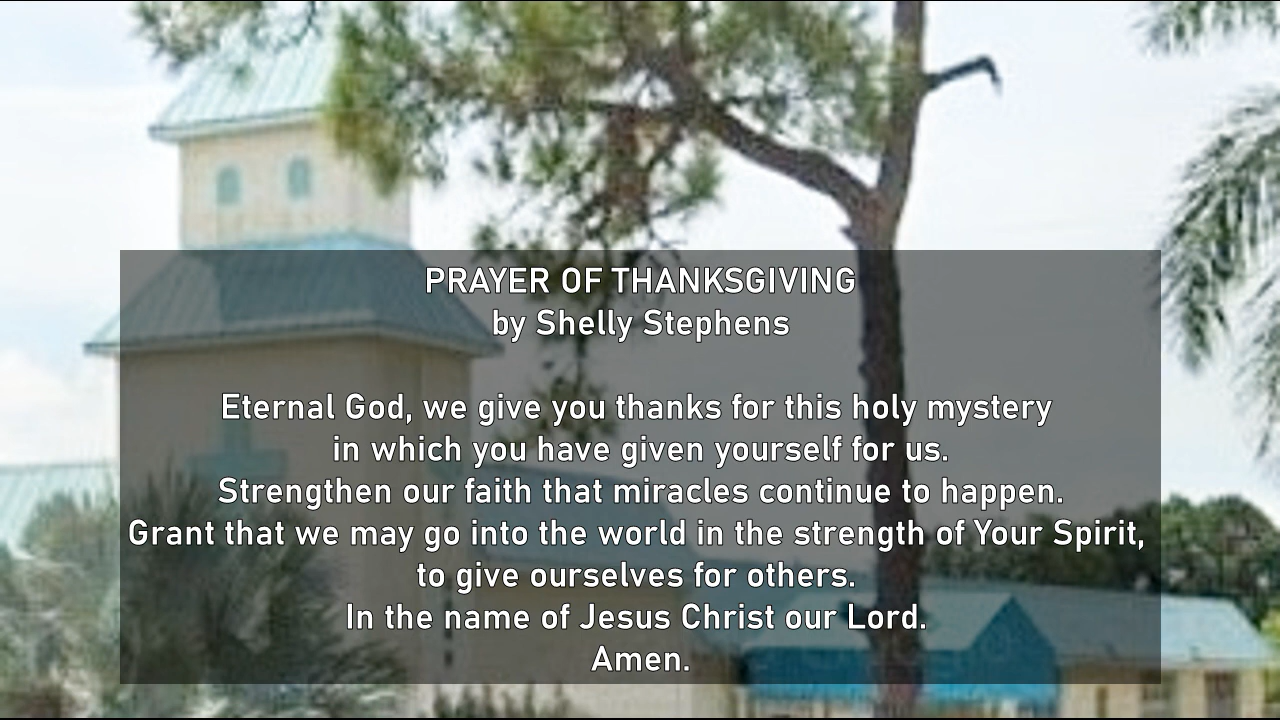 PRAYER OF THANKSGIVING
by Shelly Stephens
Eternal God, we give you thanks for this holy mystery
in which you have given yourself for us.
Strengthen our faith that miracles continue to happen.
Grant that we may go into the world in the strength of Your Spirit,
to give ourselves for others.
In the name of Jesus Christ our Lord.
Amen.